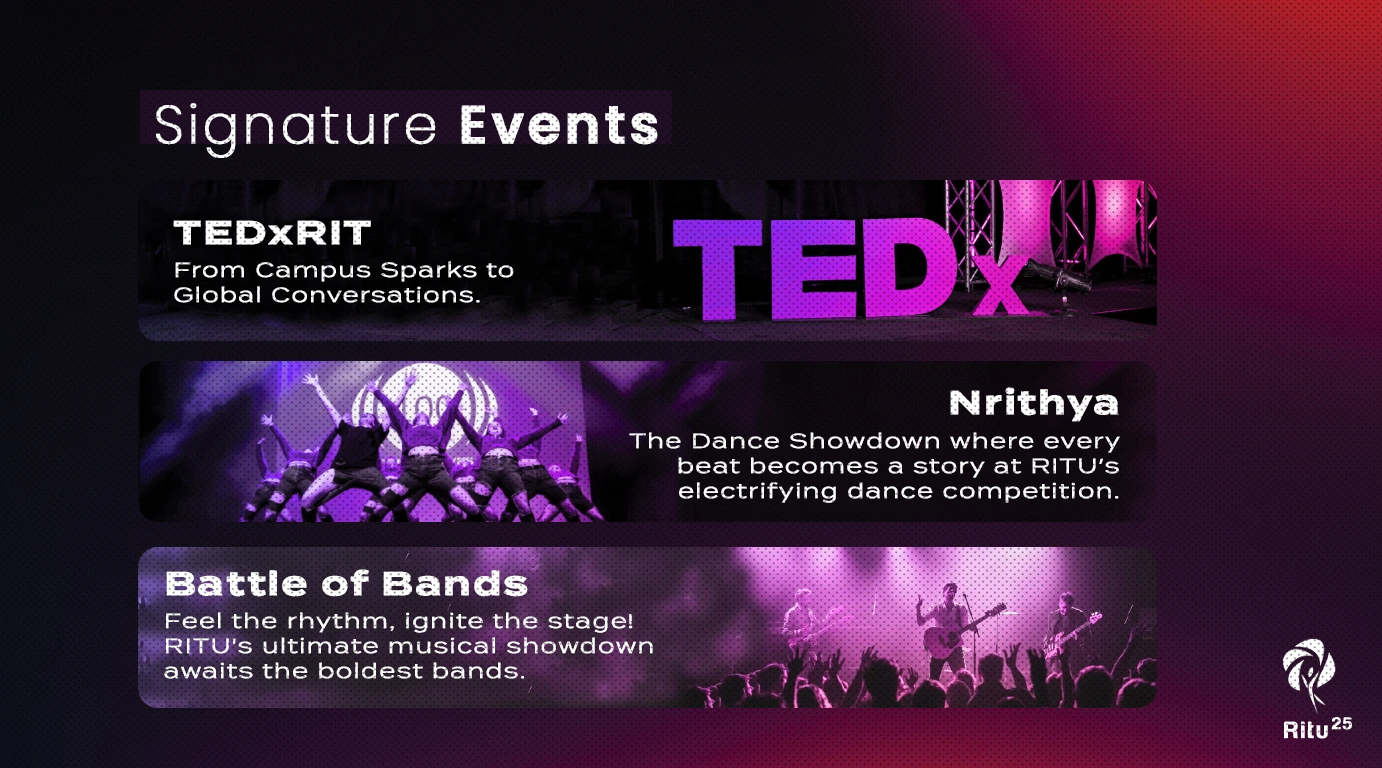 Signature Events
TEDxRIT
From Campus Sparks to
Global Conversations.
TEDx
Nrithya
The Dance Showdown where every
beat becomes a story at RITU's
electrifying dance competition.
Battle of Bands
Feel the rhythm, ignite the stage!
RITU's ultimate musical showdown
awaits the boldest bands.
Ritu25